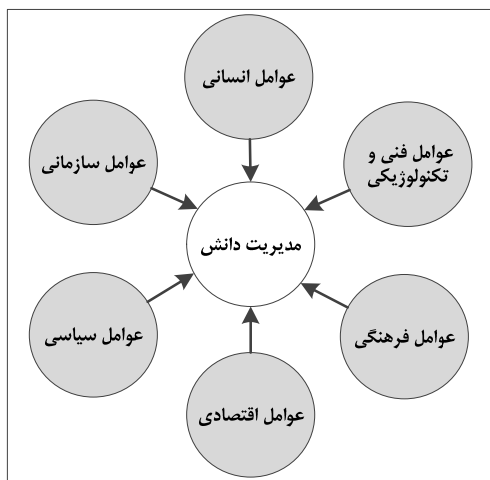 عوامل انسانی
عوامل فنی و
تکنولوژیکی
عوامل سازمانی
مدیریت دانش
عوامل فرهنگی
عوامل سیاسی
عوامل اقتصادی